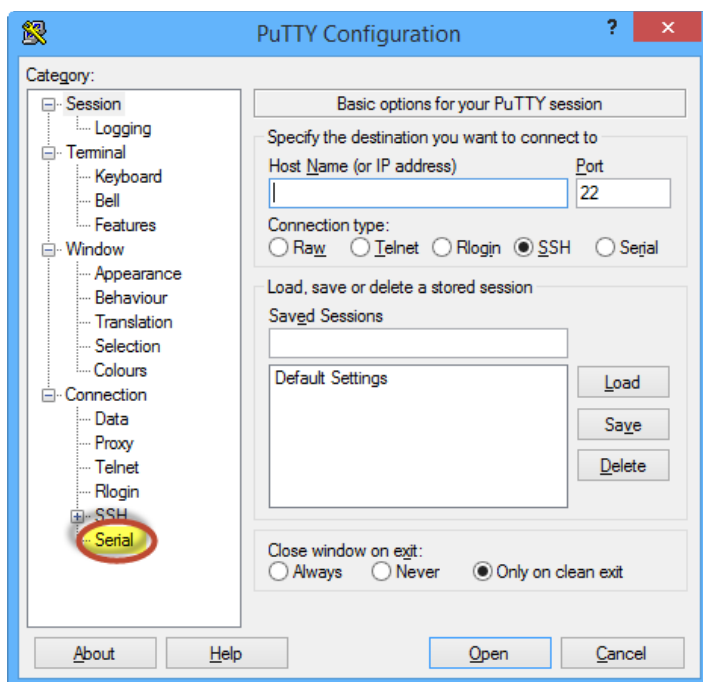 PuTTY Configuration
?
×
Category:
Session
Logging
Terminal
Keyboard
Bell
Features
Window
Appearance
Behaviour
Translation
Selection
Colours
Connection
Data
Proxy
Telnet
Rlogin
SSH
Serial
Basic options for your PuTTY session
Specify the destination you want to connect to
Host Name (or IP address) Port
22
Connection type:
Raw Telnet Rlogin SSH Serial
Load, save or delete a stored session
Saved Sessions
Default Settings
Load
Save
Delete
Close window on exit:
Always Never Only on clean exit
About Help Open Cancel